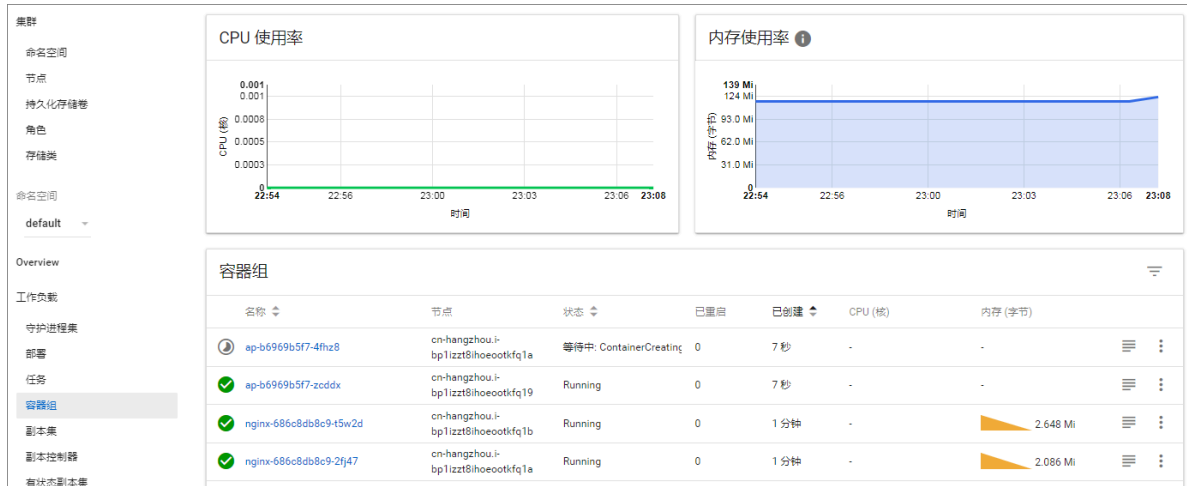 集群
命名空间
节点
持久化存储卷
角色
存储类
命名空间
default
Overview
工作负载
守护进程集
部署
任务
容器组
副本集
副本控制器
有状态副本集
CPU 使用率
CPU (核)
0.001
0.001
0.0008
0.0005
0.0003
0
22:54
22:56
23:00
23:03
23:06
23:08
时间
内存使用率
内存 (字节)
139 Mi
124 Mi
93.0 Mi
62.0 Mi
31.0 Mi
0
22:54
22:56
23:00
23:03
23:06
23:08
时间
容器组
名称 节点 状态 已重启 已创建 CPU (核) 内存 (字节)
ap-b6969b5f7-4fhz8 cn-hangzhou.i- 等待中: ContainerCreating 0 7 秒 - -
bp1izzt8ihoeootkfq1a
ap-b6969b5f7-zcddx cn-hangzhou.i- Running 0 7 秒 - -
bp1izzt8ihoeootkfq19
nginx-686c8db8c9-t5w2d cn-hangzhou.i- Running 0 1 分钟 - 2.648 Mi
bp1izzt8ihoeootkfq1b
nginx-686c8db8c9-2fj47 cn-hangzhou.i- Running 0 1 分钟 - 2.086 Mi
bp1izzt8ihoeootkfq1a